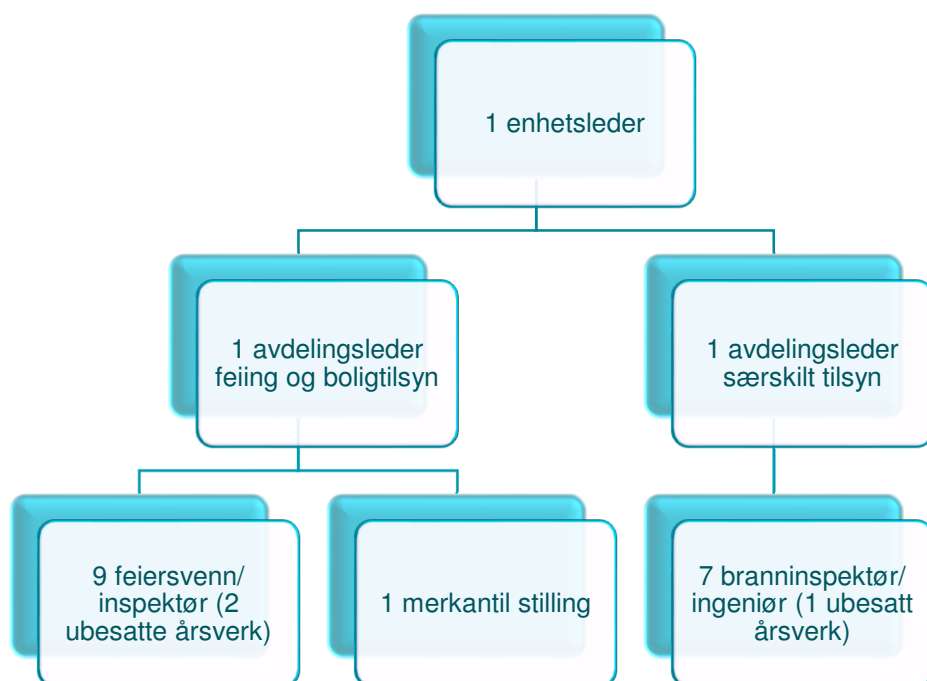 1 enhetsleder
1 avdelingsleder
feiing og boligtilsyn
1 avdelingsleder
særskilt tilsyn
9 feiersvenn/
inspektør (2
ubesatte årsverk)
1 merkantil stilling
7 branninspektør/
ingeniør (1 ubesatt
årsverk)